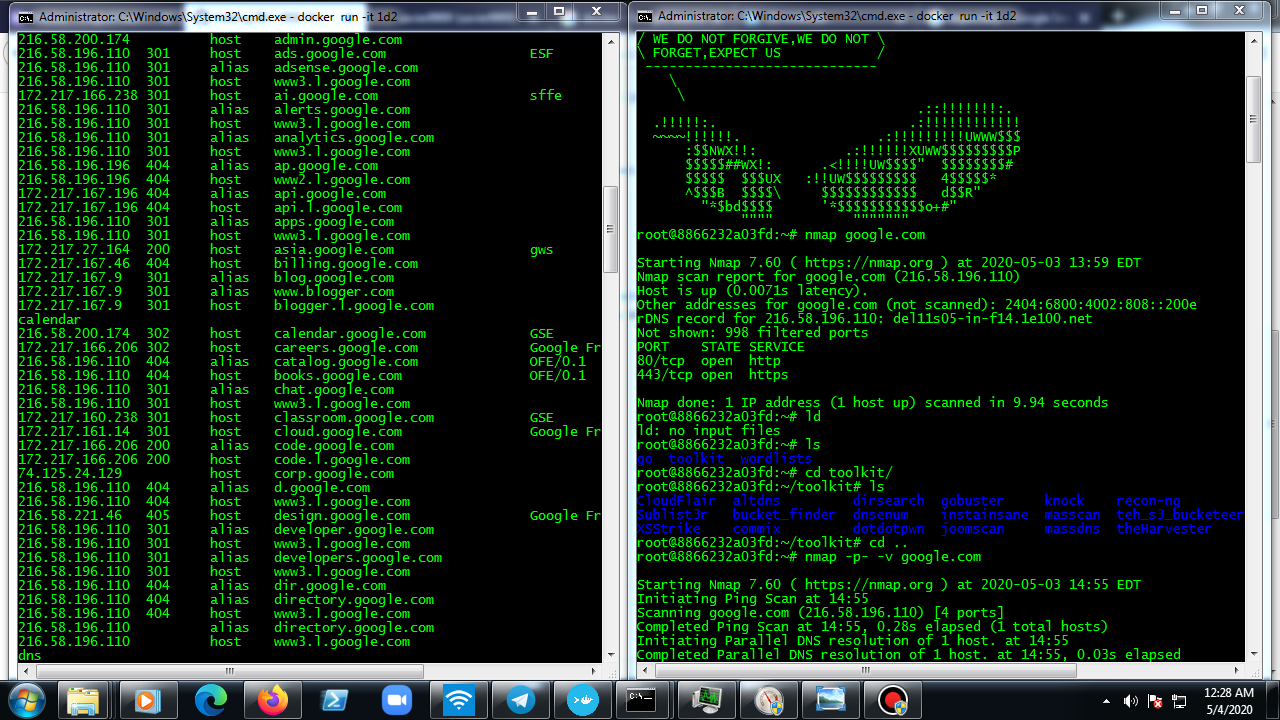 Administrator: C:\Windows\System32\cmd.exe - docker run -it 1d2
216.58.200.174 host admin.google.com
216.58.196.110 301 host ads.google.com ESF
216.58.196.110 301 alias adsense.google.com
216.58.196.110 301 host www3.l.google.com
172.217.166.238 301 host ai.google.com sffe
216.58.196.110 301 alias alerts.google.com
216.58.196.110 301 host www3.l.google.com
216.58.196.110 301 alias analytics.google.com
216.58.196.110 301 host www3.l.google.com
216.58.196.196 404 alias ap.google.com
216.58.196.196 404 host www2.l.google.com
172.217.167.196 404 alias api.google.com
172.217.167.196 404 host api.l.google.com
216.58.196.110 301 alias apps.google.com
216.58.196.110 301 host www3.l.google.com
172.217.27.164 200 host asia.google.com gws
172.217.167.46 404 host billing.google.com
172.217.167.9 301 alias blog.google.com
172.217.167.9 301 alias www.blogger.com
172.217.167.9 301 host blogger.l.google.com
calendar
216.58.200.174 302 host calendar.google.com GSE
172.217.166.206 302 host careers.google.com Google Fr
216.58.196.110 404 alias catalog.google.com OFE/0.1
216.58.196.110 404 host books.google.com OFE/0.1
216.58.196.110 301 alias chat.google.com
216.58.196.110 301 host www3.l.google.com
172.217.160.238 301 host classroom.google.com GSE
172.217.161.14 301 host cloud.google.com Google Fr
172.217.166.206 200 alias code.google.com
172.217.166.206 200 host code.l.google.com
74.125.24.129 host corp.google.com
216.58.196.110 404 alias d.google.com
216.58.196.110 404 host www3.l.google.com
216.58.221.46 405 host design.google.com Google Fr
216.58.196.110 301 alias developer.google.com
216.58.196.110 301 host www3.l.google.com
216.58.196.110 301 alias developers.google.com
216.58.196.110 301 host www3.l.google.com
216.58.196.110 404 alias dir.google.com
216.58.196.110 404 alias directory.google.com
216.58.196.110 404 host www3.l.google.com
216.58.196.110 alias directory.google.com
216.58.196.110 host www3.l.google.com
dns
Administrator: C:\Windows\System32\cmd.exe - docker run -it 1d2
/ WE DO NOT FORGIVE,WE DO NOT \
\ FORGET,EXPECT US /
-----------------------------
\
\
.::!!!!!!!:.
.!!!!!:. .:!!!!!!!!!!!!
~~~~!!!!!!. .:!!!!!!!!!UWWW$$$
:$$NWX!!: .:!!!!!!XUWW$$$$$$$$$P
$$$$$##WX!: .<!!!!UW$$$$" $$$$$$$$#
$$$$$ $$$UX :!!UW$$$$$$$$$ 4$$$$$*
^$$$B $$$$\ $$$$$$$$$$$$ d$$R"
"*$bd$$$$ '*$$$$$$$$$$$o+#"
"""" """""""
root@8866232a03fd:~# nmap google.com
Starting Nmap 7.60 ( https://nmap.org ) at 2020-05-03 13:59 EDT
Nmap scan report for google.com (216.58.196.110)
Host is up (0.0071s latency).
Other addresses for google.com (not scanned): 2404:6800:4002:808::200e
rDNS record for 216.58.196.110: del11s05-in-f14.1e100.net
Not shown: 998 filtered ports
PORT STATE SERVICE
80/tcp open http
443/tcp open https
Nmap done: 1 IP address (1 host up) scanned in 9.94 seconds
root@8866232a03fd:~# ld
ld: no input files
root@8866232a03fd:~# ls
go toolkit wordlists
root@8866232a03fd:~# cd toolkit/
root@8866232a03fd:~/toolkit# ls
CloudFlair altdns dirsearch gobuster knock recon-ng
Sublist3r bucket_finder dnsenum instainsane masscan teh_s3_bucketeer
XSStrike commix dotdotpwn joomscan massdns theHarvester
root@8866232a03fd:~/toolkit# cd ..
root@8866232a03fd:~# nmap -p- -v google.com
Starting Nmap 7.60 ( https://nmap.org ) at 2020-05-03 14:55 EDT
Initiating Ping Scan at 14:55
Scanning google.com (216.58.196.110) [4 ports]
Completed Ping Scan at 14:55, 0.28s elapsed (1 total hosts)
Initiating Parallel DNS resolution of 1 host. at 14:55
Completed Parallel DNS resolution of 1 host. at 14:55, 0.03s elapsed
12:28 AM
5/4/2020